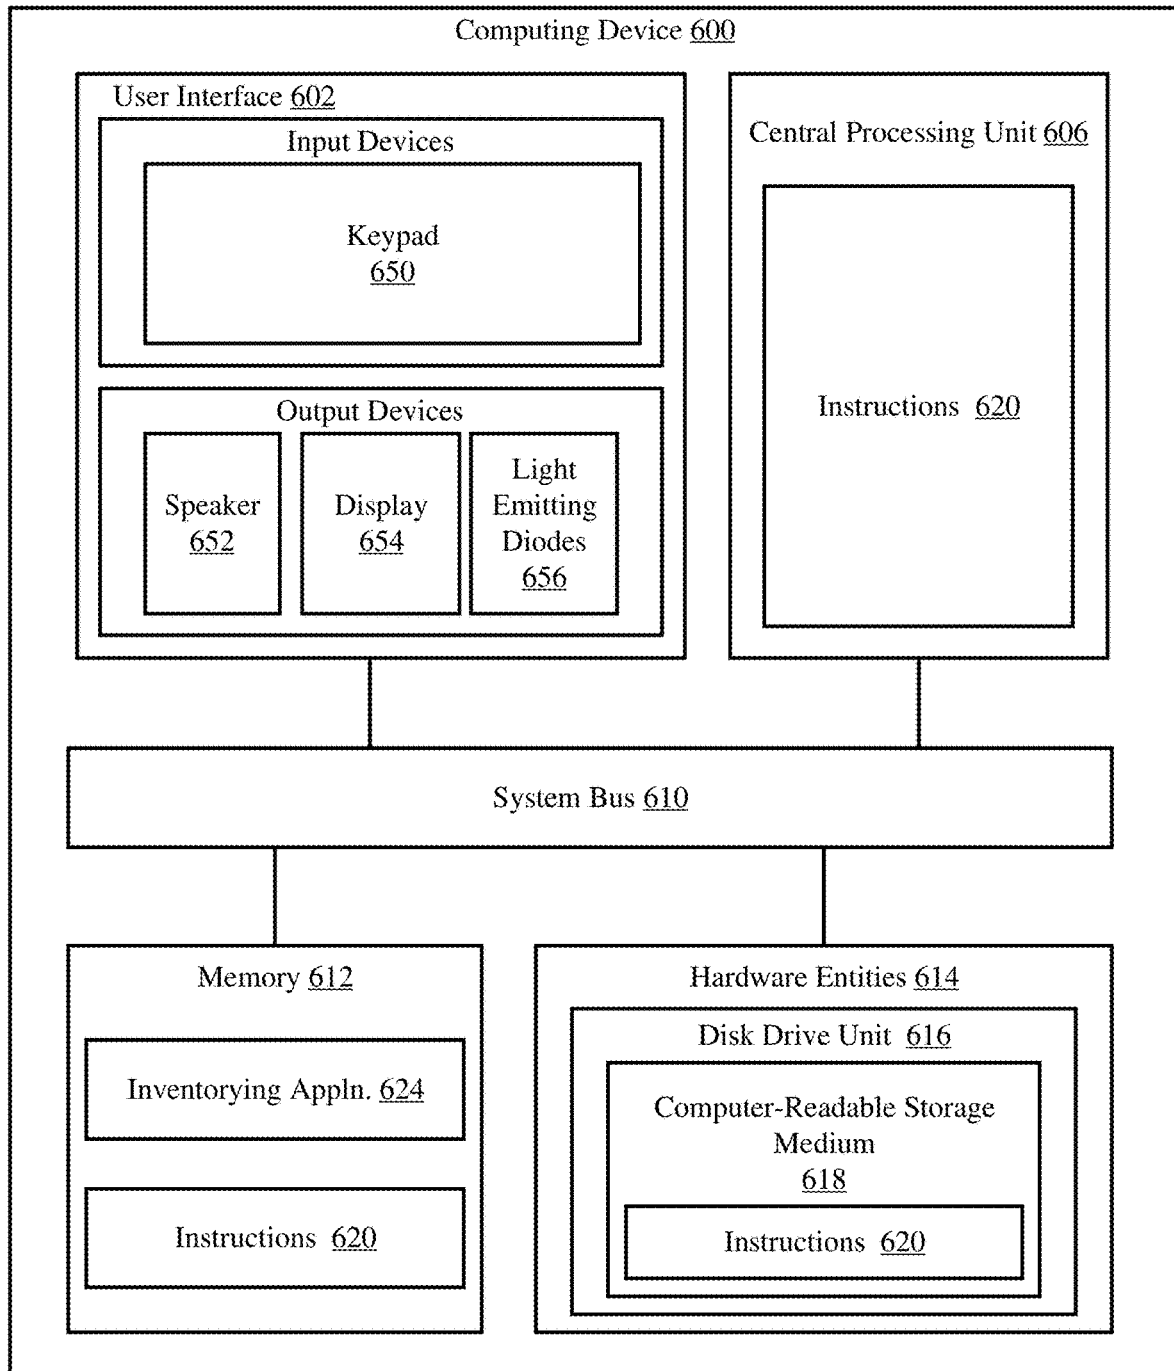 Computing Device 600
User Interface 602
Input Devices
Keypad
650
Output Devices
Speaker
652
Display
654
Light
Emitting
Diodes
656
Central Processing Unit 606
Instructions 620
System Bus 610
Memory 612
Inventorying Appln. 624
Instructions 620
Hardware Entities 614
Disk Drive Unit 616
Computer-Readable Storage
Medium
618
Instructions 620